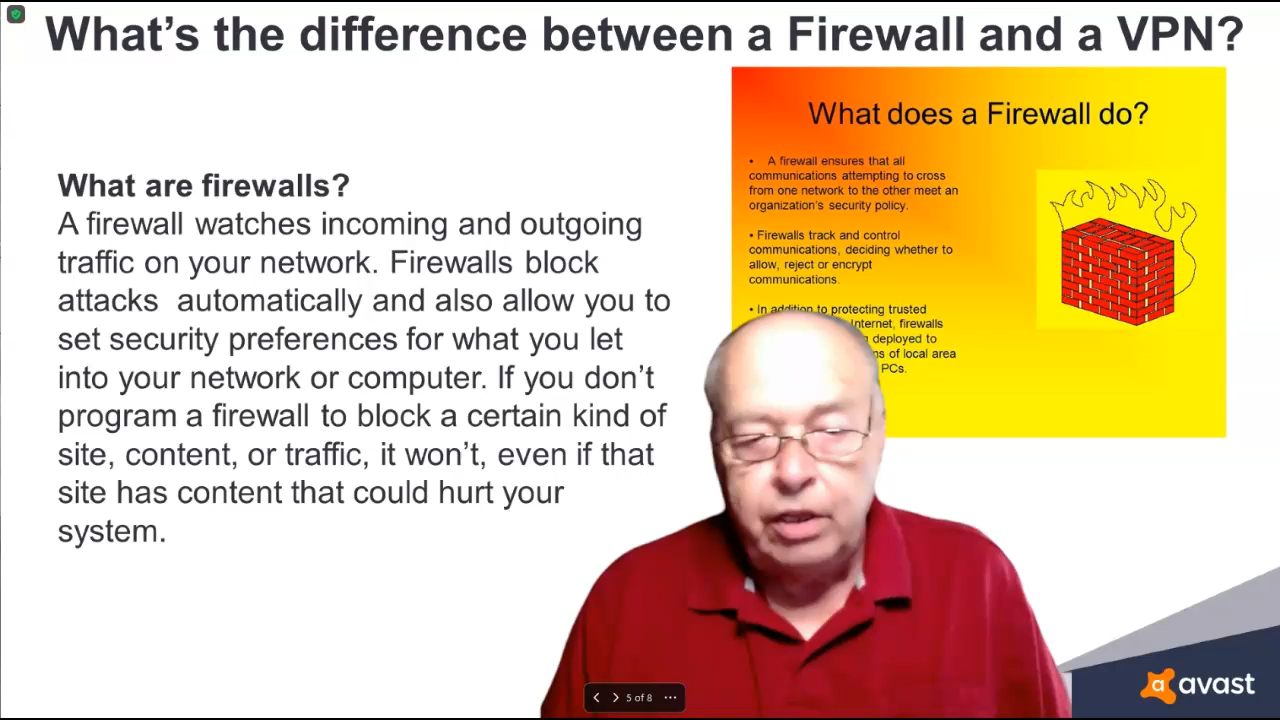 What's the difference between a Firewall and a VPN?
What are firewalls?
A firewall watches incoming and outgoing
traffic on your network. Firewalls block
attacks  automatically and also allow you to
set security preferences for what you let
into your network or computer. If you don't
program a firewall to block a certain kind of
site, content, or traffic, it won't, even if that
site has content that could hurt your
system.
What does a Firewall do?
• A firewall ensures that all
communications attempting to cross
from one network to the other meet an
organization's security policy.
• Firewalls track and control
communications, deciding whether to
allow, reject or encrypt
communications.
• In addition to protecting trusted
Internet, firewalls
deployed to
of local area
PCs.
5 of 8
a avast